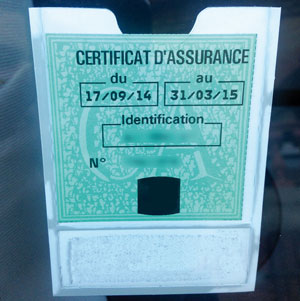 CERTIFICAT D'ASSURANCE
du au
17/09/14 31/03/15
Identification
N°